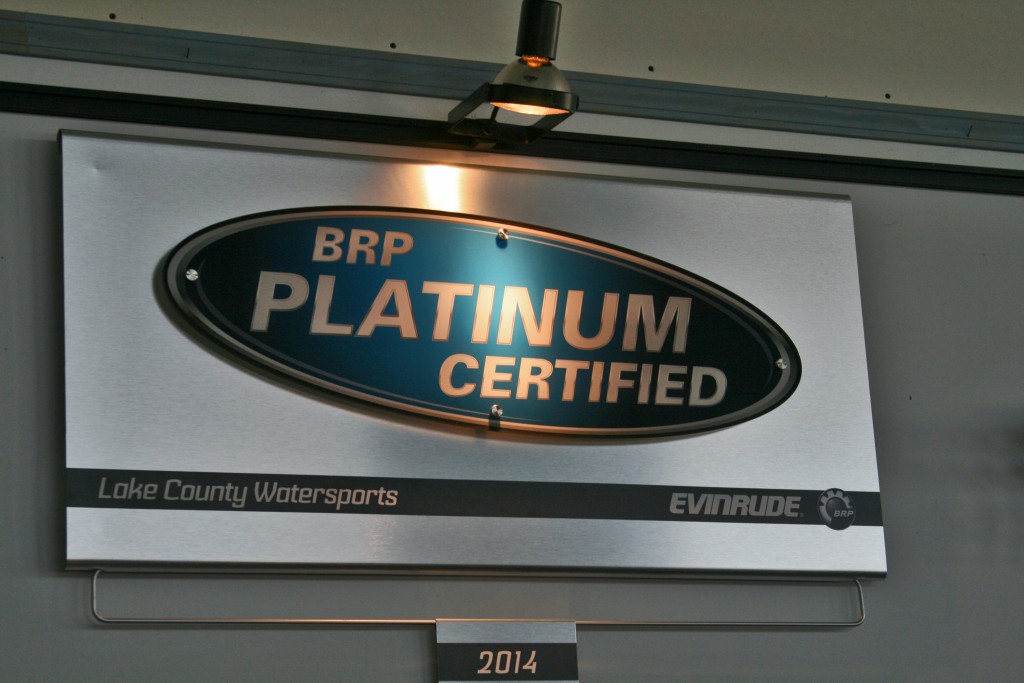 BRP
PLATINUM
CERTIFIED
Lake County Watersports
EVINRUDE
BRP
2014